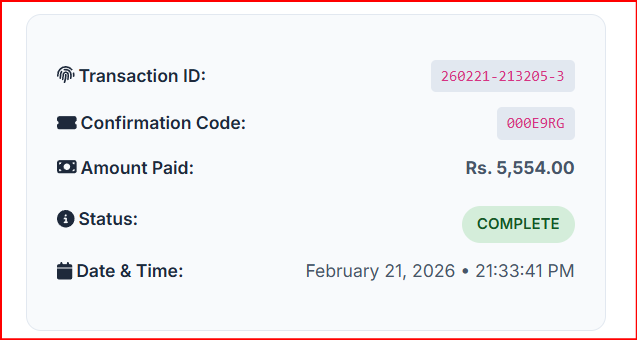 Transaction ID: 260221-213205-3
Confirmation Code: 000E9RG
Amount Paid: Rs. 5,554.00
Status: COMPLETE
Date & Time: February 21, 2026 • 21:33:41 PM